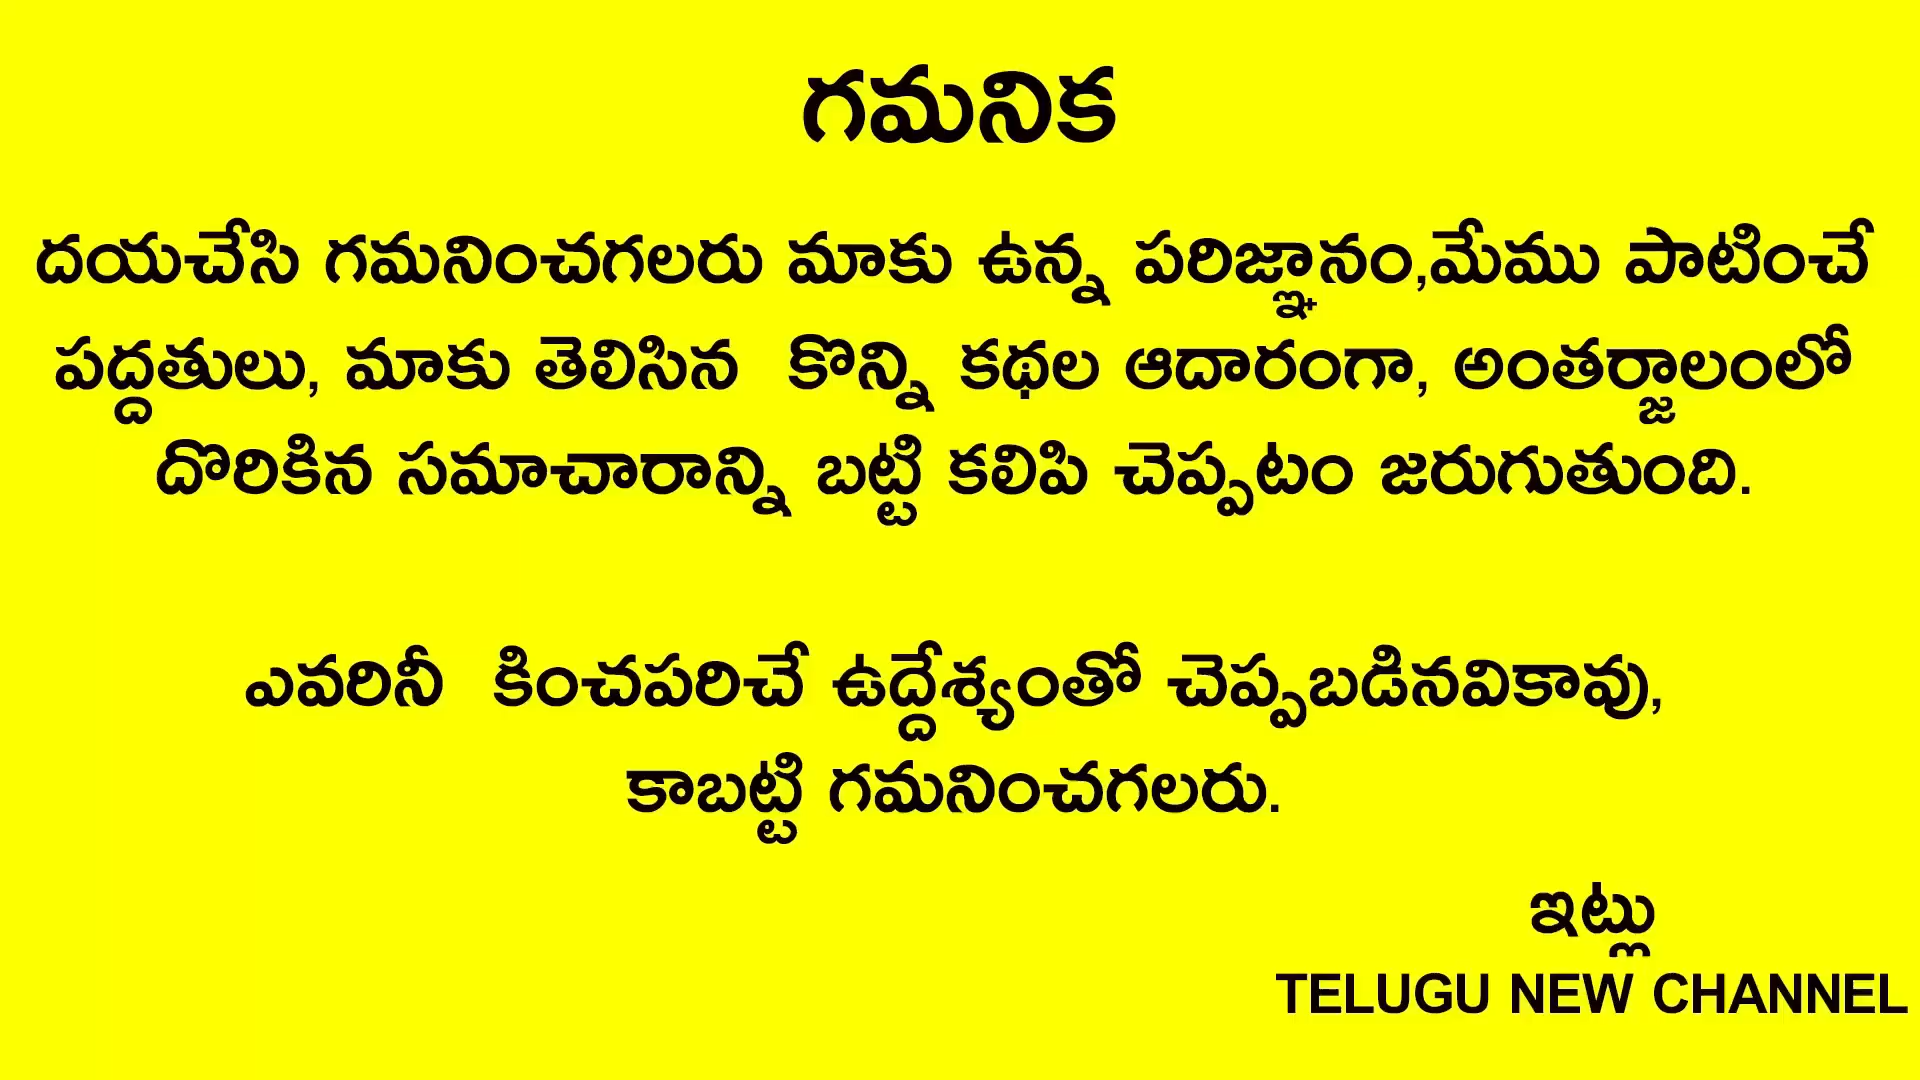 గమనిక
దయచేసి గమనించగలరు మాకు ఉన్న పరిజ్ఞానం,మేము పాటించే
పద్దతులు, మాకు తెలిసిన కొన్ని కథల ఆదారంగా, అంతర్జాలంలో
దొరికిన సమాచారాన్ని బట్టి కలిపి చెప్పటం జరుగుతుంది.
ఎవరినీ కించపరిచే ఉద్దేశ్యంతో చెప్పబడినవికావు,
కాబట్టి గమనించగలరు.
ఇట్లు
TELUGU NEW CHANNEL